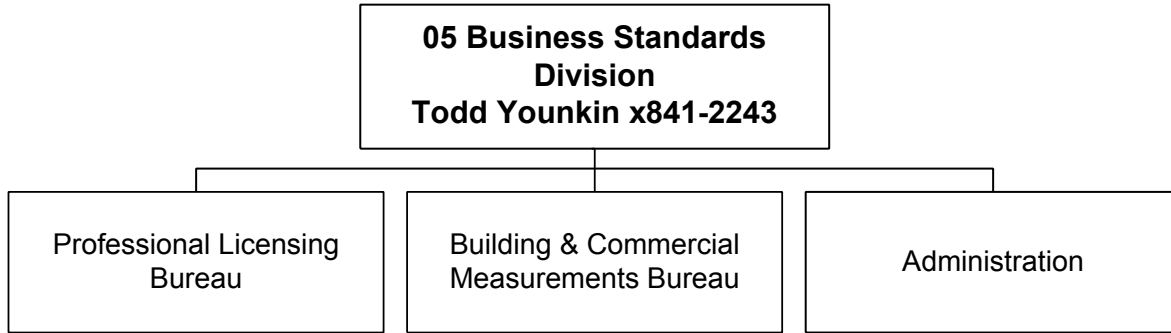 05 Business Standards
Division
Todd Younkin x841-2243
Professional Licensing
Bureau
Building & Commercial
Measurements Bureau
Administration